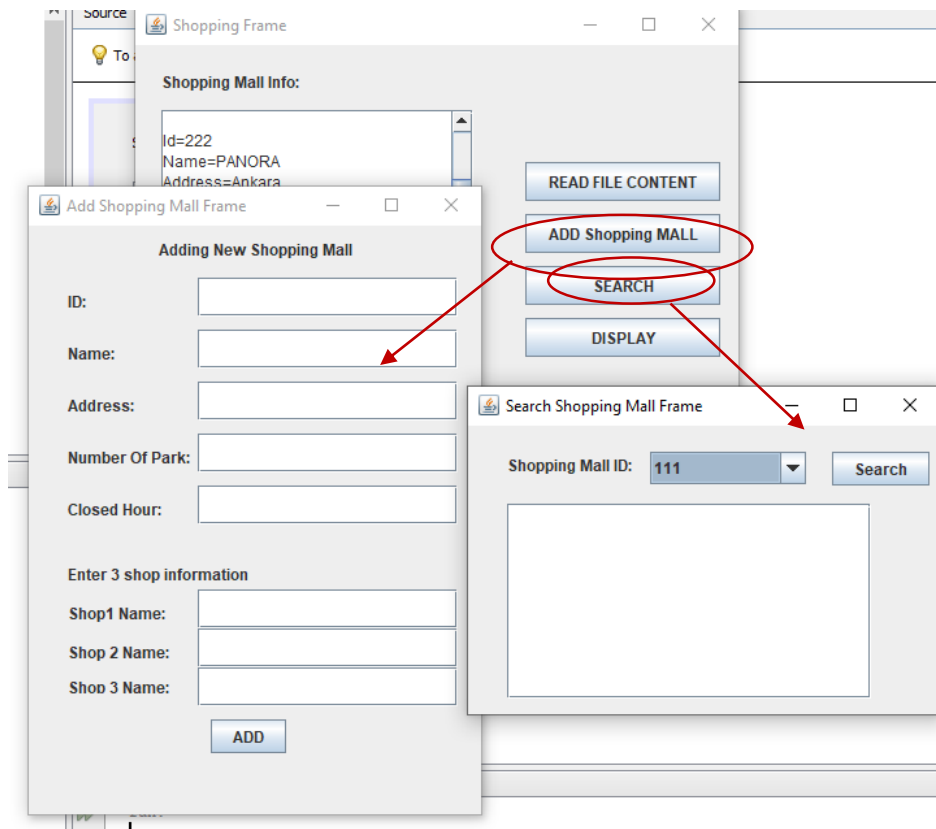 Source
Shopping Frame
To
Shopping Mall Info:
Id=222
Name=PANORA
Address=Ankara
READ FILE CONTENT
ADD Shopping MALL
SEARCH
DISPLAY
Add Shopping Mall Frame
Adding New Shopping Mall
ID:
Name:
Address:
Number Of Park:
Closed Hour:
Enter 3 shop information
Shop1 Name:
Shop 2 Name:
Shop 3 Name:
ADD
Search Shopping Mall Frame
Shopping Mall ID: 111 Search